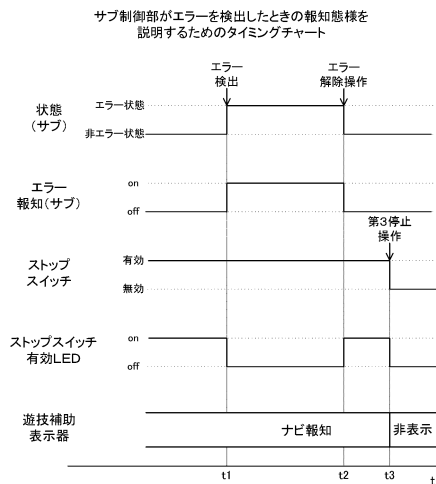 サブ制御部がエラーを検出したときの報知態様を
説明するためのタイミングチャート
エラー
検出
エラー
解除操作
状態
(サブ)
エラー状態
非エラー状態
エラー
報知(サブ)
on
off
第3停止
操作
ストップ
スイッチ
有効
無効
ストップスイッチ
有効LED
on
off
遊技補助
表示器
ナビ報知
非表示
t1
t2
t3
t